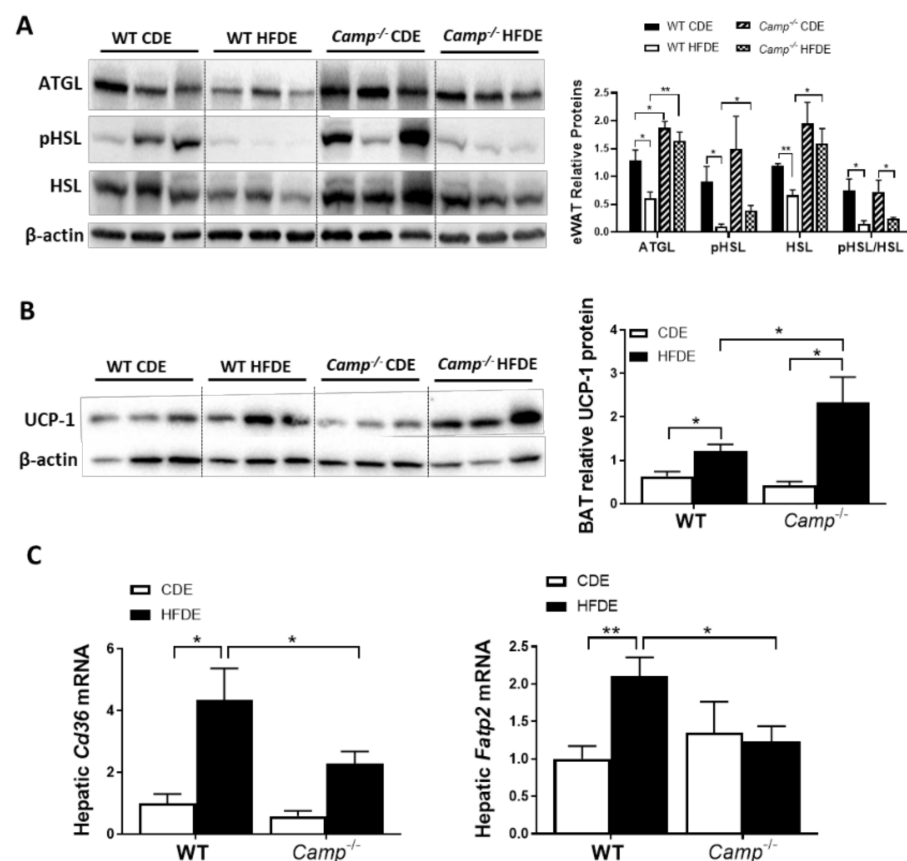 A
WT CDE WT HFDE Camp-/- CDE Camp-/- HFDE
ATGL
pHSL
HSL
β-actin
WT CDE Camp-/- CDE
WT HFDE Camp-/- HFDE
eWAT Relative Proteins
2.5
2.0
1.5
1.0
0.5
0.0
* * ** * * ** * * *
ATGL pHSL HSL pHSL/HSL
B
WT CDE WT HFDE Camp-/- CDE Camp-/- HFDE
UCP-1
β-actin
BAT relative UCP-1 protein
CDE
HFDE
4
3
2
1
0
* * *
WT Camp-/-
C
CDE
HFDE
Hepatic Cd36 mRNA
6
4
2
0
* *
WT Camp-/-
CDE
HFDE
Hepatic Fatp2 mRNA
2.5
2.0
1.5
1.0
0.5
0.0
** *
WT Camp-/-